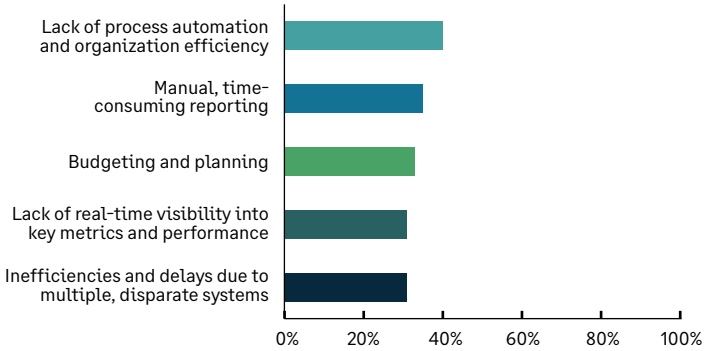 Lack of process automation
and organization efficiency
Manual, time-
consuming reporting
Budgeting and planning
Lack of real-time visibility into
key metrics and performance
Inefficiencies and delays due to
multiple, disparate systems
0% 20% 40% 60% 80% 100%